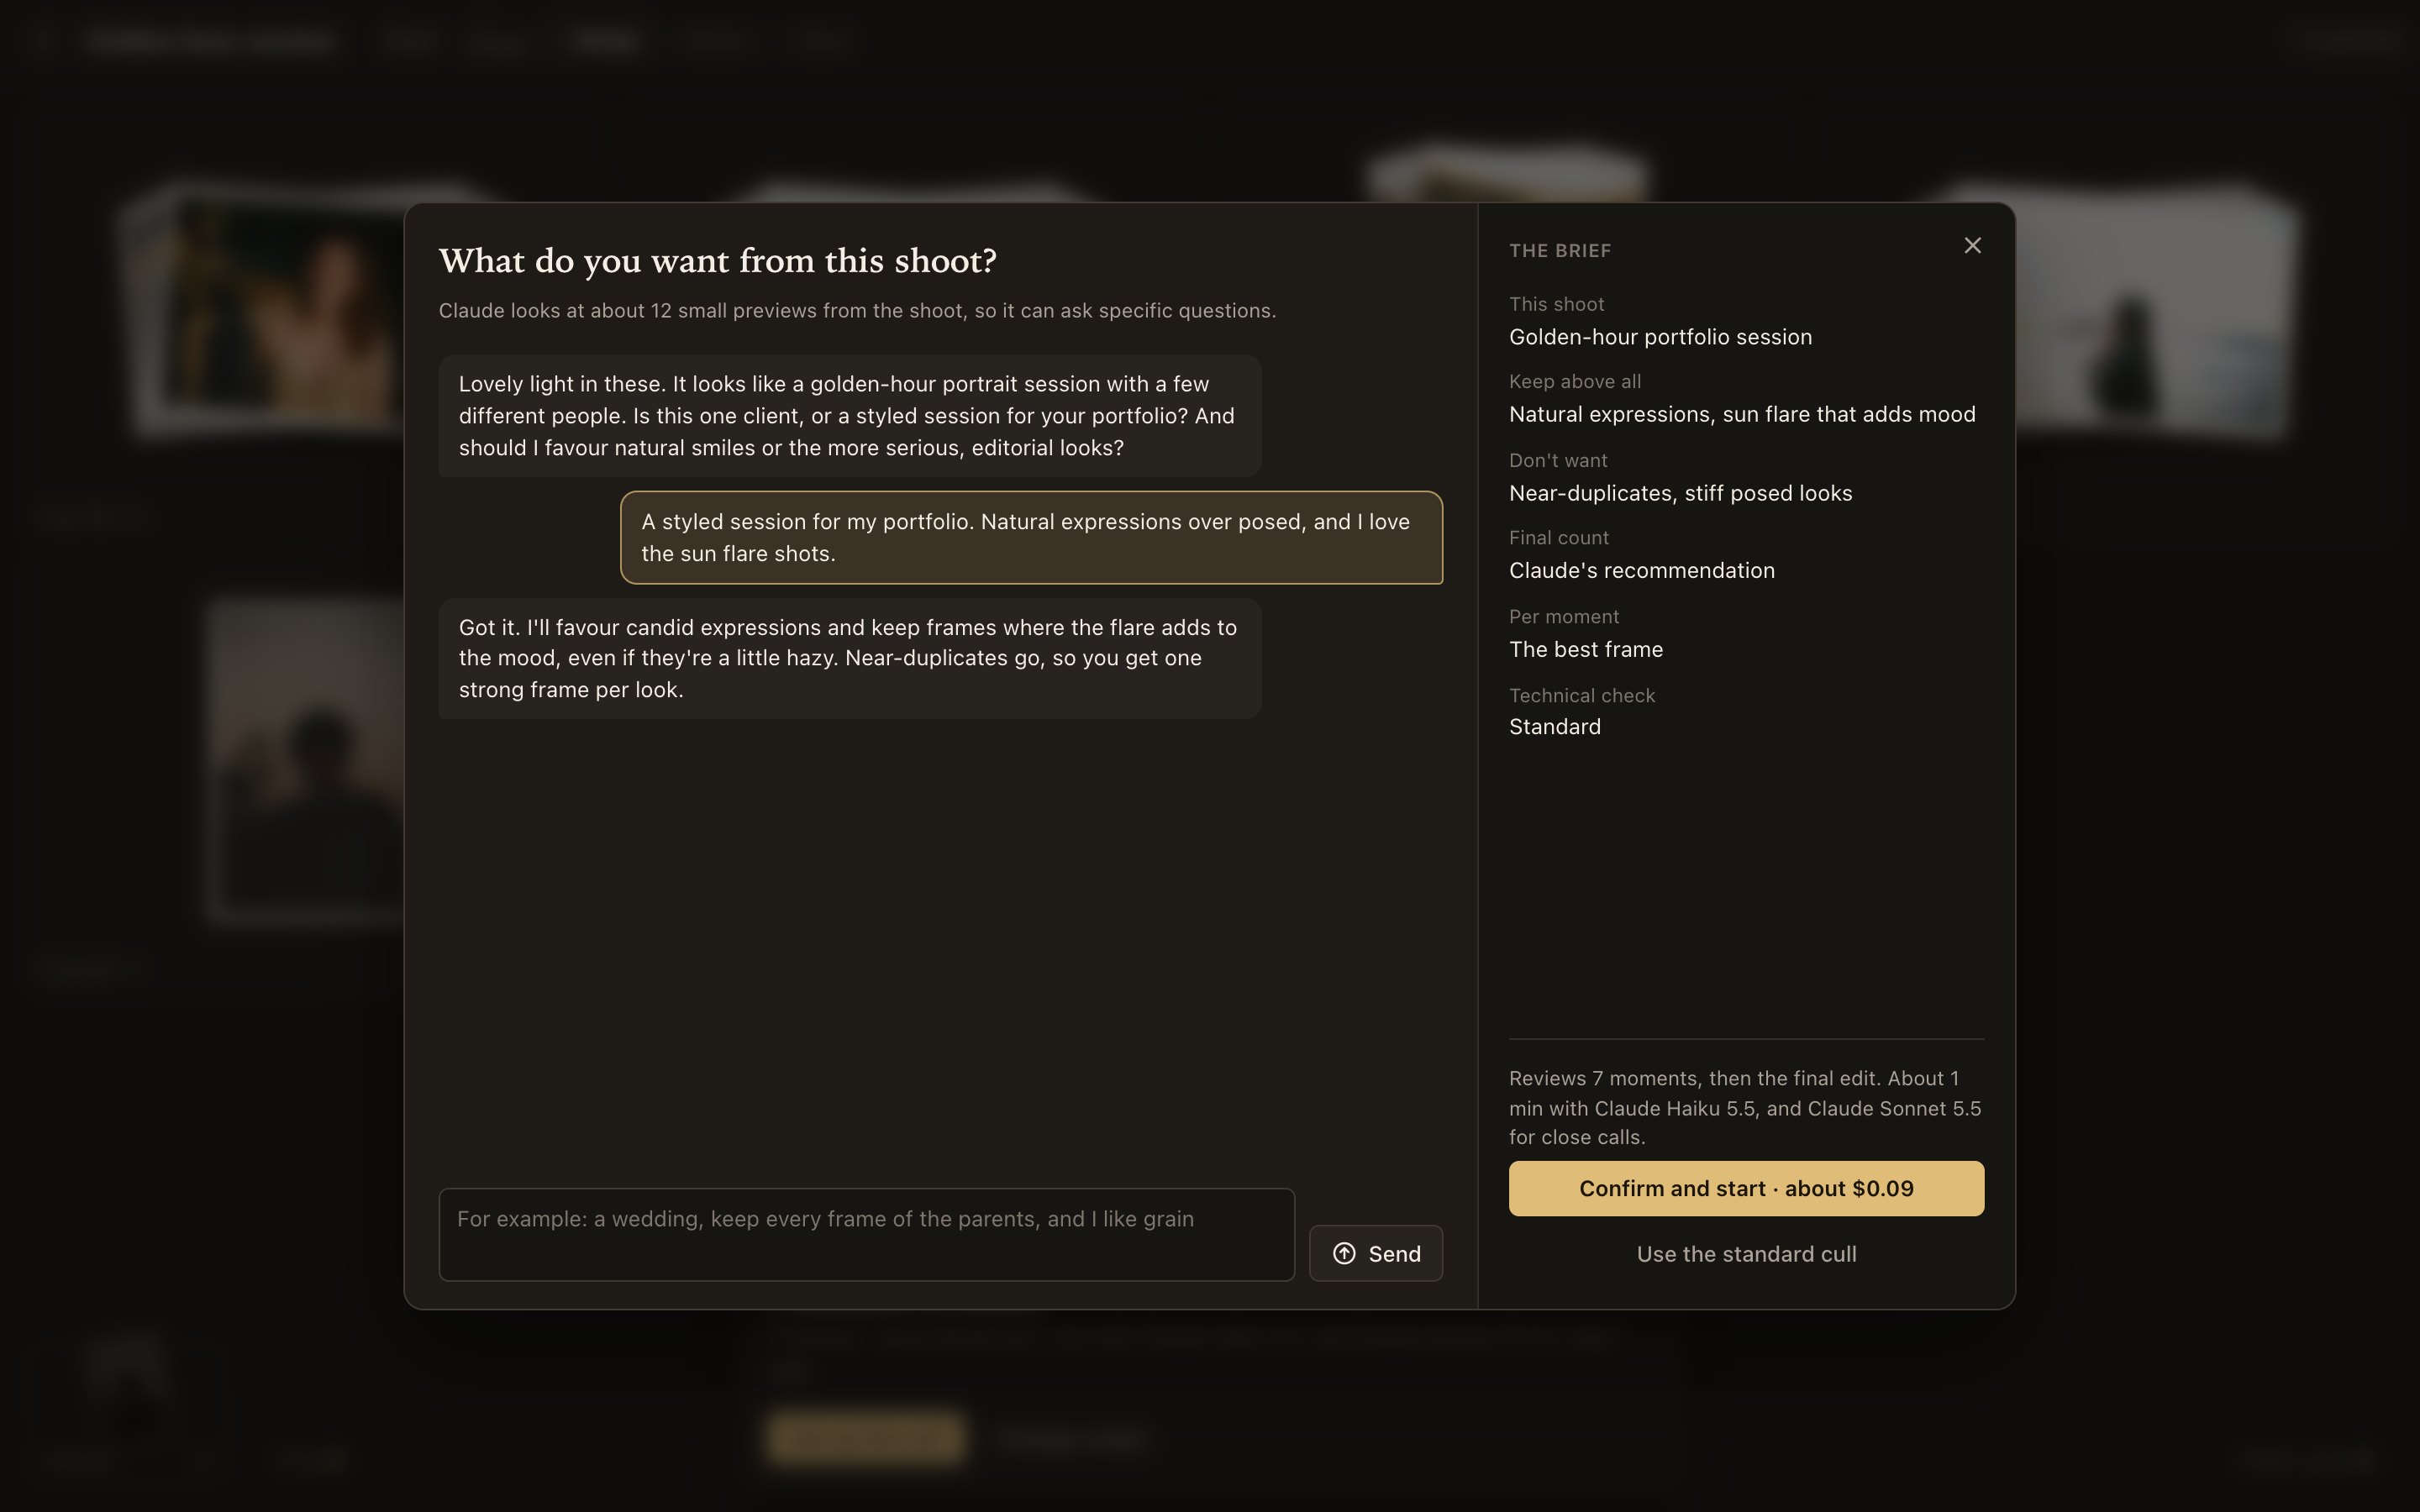 What do you want from this shoot?
Claude looks at about 12 small previews from the shoot, so it can ask specific questions.
Lovely light in these. It looks like a golden-hour portrait session with a few
different people. Is this one client, or a styled session for your portfolio? And
should I favour natural smiles or the more serious, editorial looks?
A styled session for my portfolio. Natural expressions over posed, and I love
the sun flare shots.
Got it. I'll favour candid expressions and keep frames where the flare adds to
the mood, even if they're a little hazy. Near-duplicates go, so you get one
strong frame per look.
For example: a wedding, keep every frame of the parents, and I like grain
Send
THE BRIEF
This shoot
Golden-hour portfolio session
Keep above all
Natural expressions, sun flare that adds mood
Don't want
Near-duplicates, stiff posed looks
Final count
Claude's recommendation
Per moment
The best frame
Technical check
Standard
Reviews 7 moments, then the final edit. About 1
min with Claude Haiku 5.5, and Claude Sonnet 5.5
for close calls.
Confirm and start · about $0.09
Use the standard cull